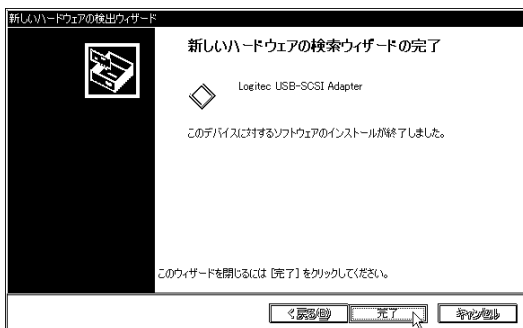 新しいハードウェアの検出ウィザード
新しいハードウェアの検索ウィザードの完了
Logitec USB-SCSI Adapter
このデバイスに対するソフトウェアのインストールが終了しました。
このウィザードを閉じるには [完了] をクリックしてください。
< 戻る(B)
完了
キャンセル